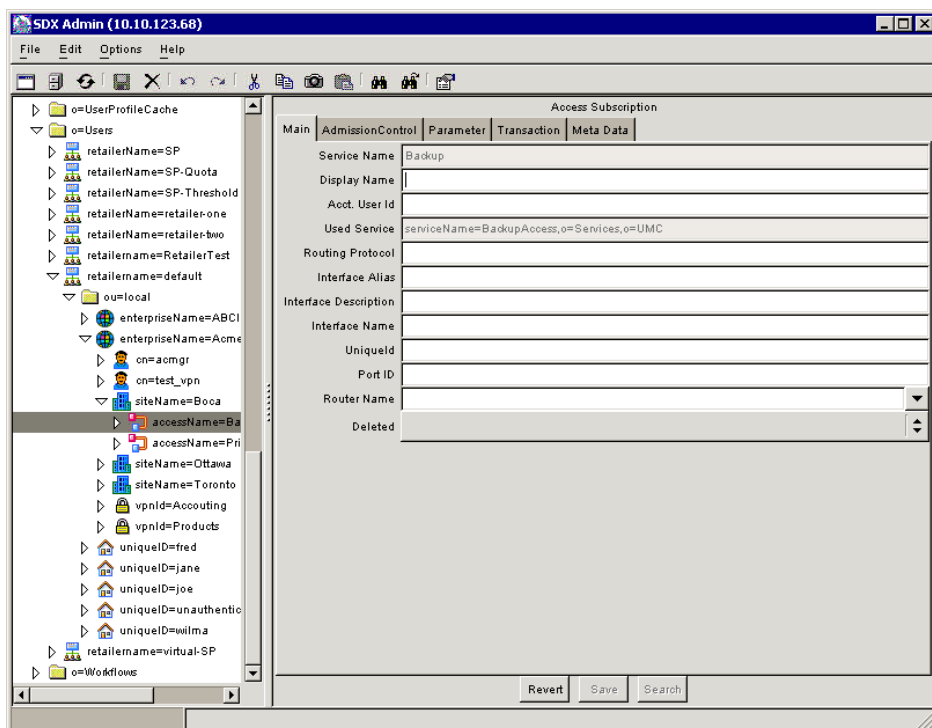 SDX Admin (10.10.123.68)
File Edit Options Help
o=UserProfileCache
o=Users
retailerName=SP
retailerName=SP-Quota
retailerName=SP-Threshold
retailerName=retailer-one
retailerName=retailer-two
retailername=RetailerTest
retailername=default
ou=local
enterpriseName=ABCI
enterpriseName=Acme
cn=acmgr
cn=test_vpn
siteName=Boca
accessName=Ba
accessName=Pri
siteName=Ottawa
siteName=Toronto
vpnId=Accouting
vpnId=Products
uniqueID=fred
uniqueID=jane
uniqueID=joe
uniqueID=unauthentic
uniqueID=wilma
retailername=virtual-SP
o=Workflows
Access Subscription
Main AdmissionControl Parameter Transaction Meta Data
Service Name Backup
Display Name
Acct. User Id
Used Service serviceName=BackupAccess,o=Services,o=UMC
Routing Protocol
Interface Alias
Interface Description
Interface Name
UniqueId
Port ID
Router Name
Deleted
Revert Save Search